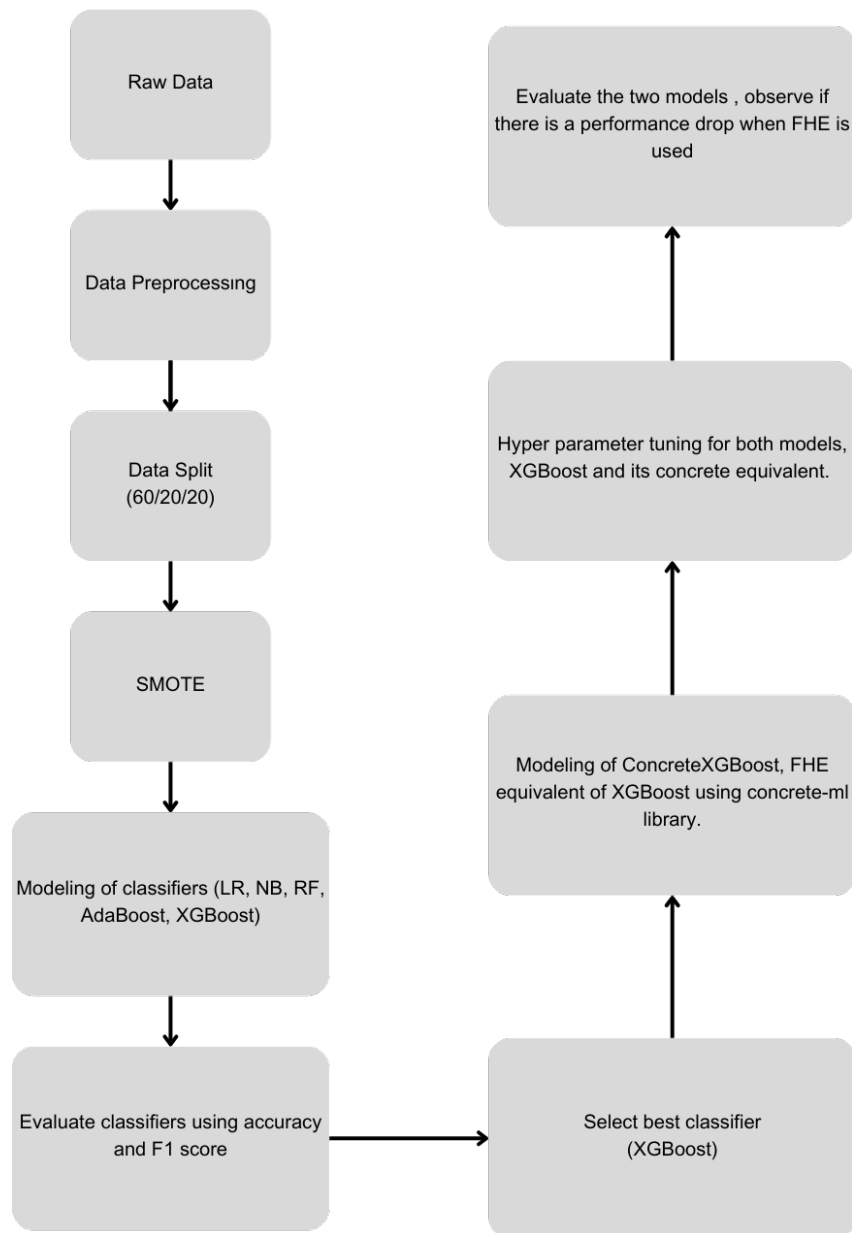 Raw Data
Data Preprocessing
Data Split
(60/20/20)
SMOTE
Modeling of classifiers (LR, NB, RF,
AdaBoost, XGBoost)
Evaluate classifiers using accuracy
and F1 score
Select best classifier
(XGBoost)
Modeling of ConcreteXGBoost, FHE
equivalent of XGBoost using concrete-ml
library.
Hyper parameter tuning for both models,
XGBoost and its concrete equivalent.
Evaluate the two models , observe if
there is a performance drop when FHE is
used